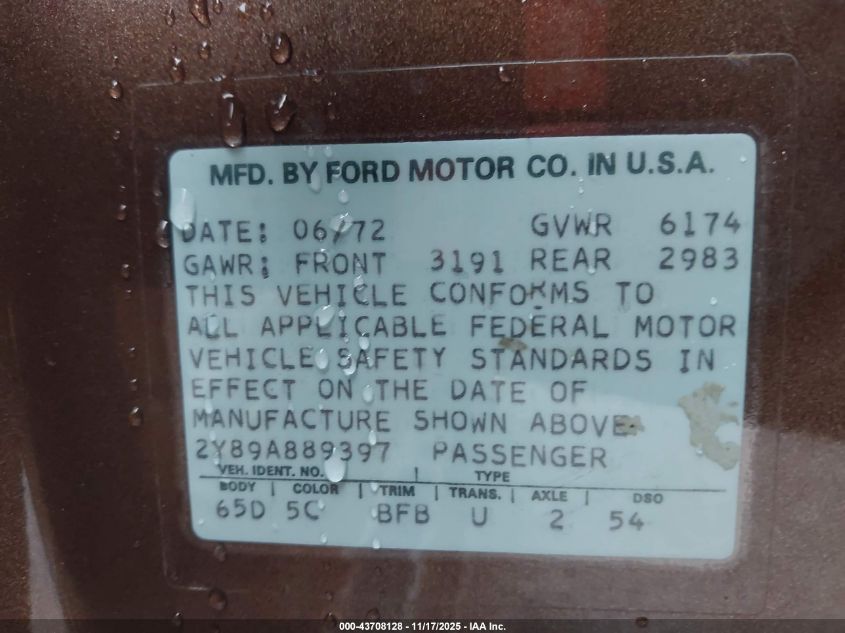 MFD. BY FORD MOTOR CO. IN U.S.A.
DATE: 06/72 GVWR 6174
GAWR: FRONT 3191 REAR 2983
THIS VEHICLE CONFORMS TO
ALL APPLICABLE FEDERAL MOTOR
VEHICLE SAFETY STANDARDS IN
EFFECT ON THE DATE OF
MANUFACTURE SHOWN ABOVE
2Y89A889397 PASSENGER
VEH. IDENT. NO. | TYPE
BODY | COLOR | TRIM | TRANS. | AXLE | DSO
65D 5C BFB U 2 54
000-43708128 - 11/17/2025 - IAA Inc.